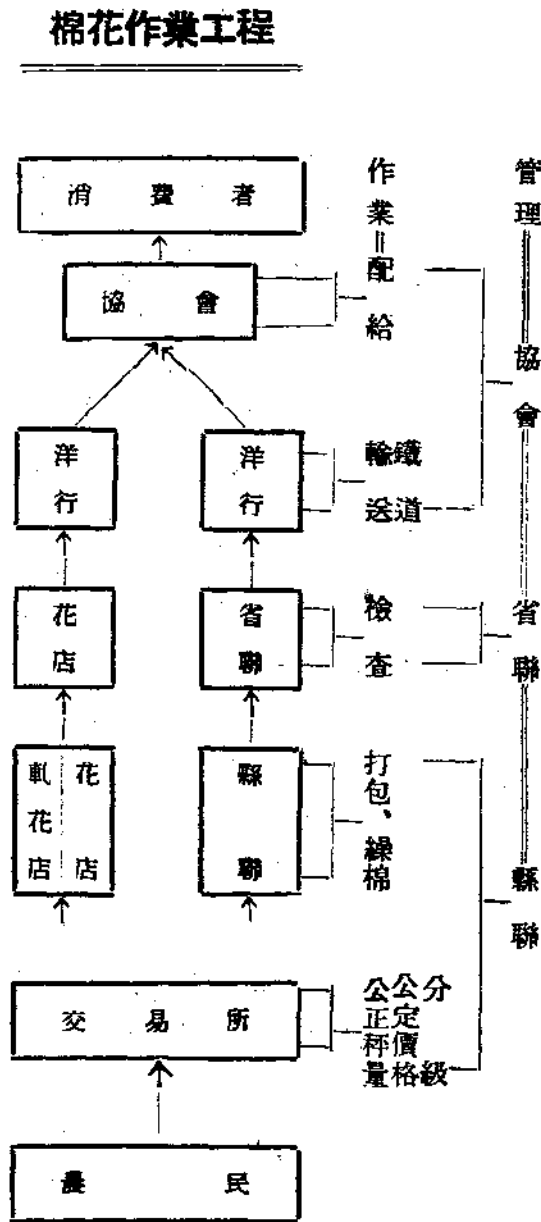 棉花作業工程
消費者
協會
洋行
洋行
花店
省聯
花店
軋花店
縣聯
交易所
農民
作業＝配給
鐵道
輸送
檢查
打包、繰棉
分級
公定價格
公正秤量
管理
協會
省聯
縣聯